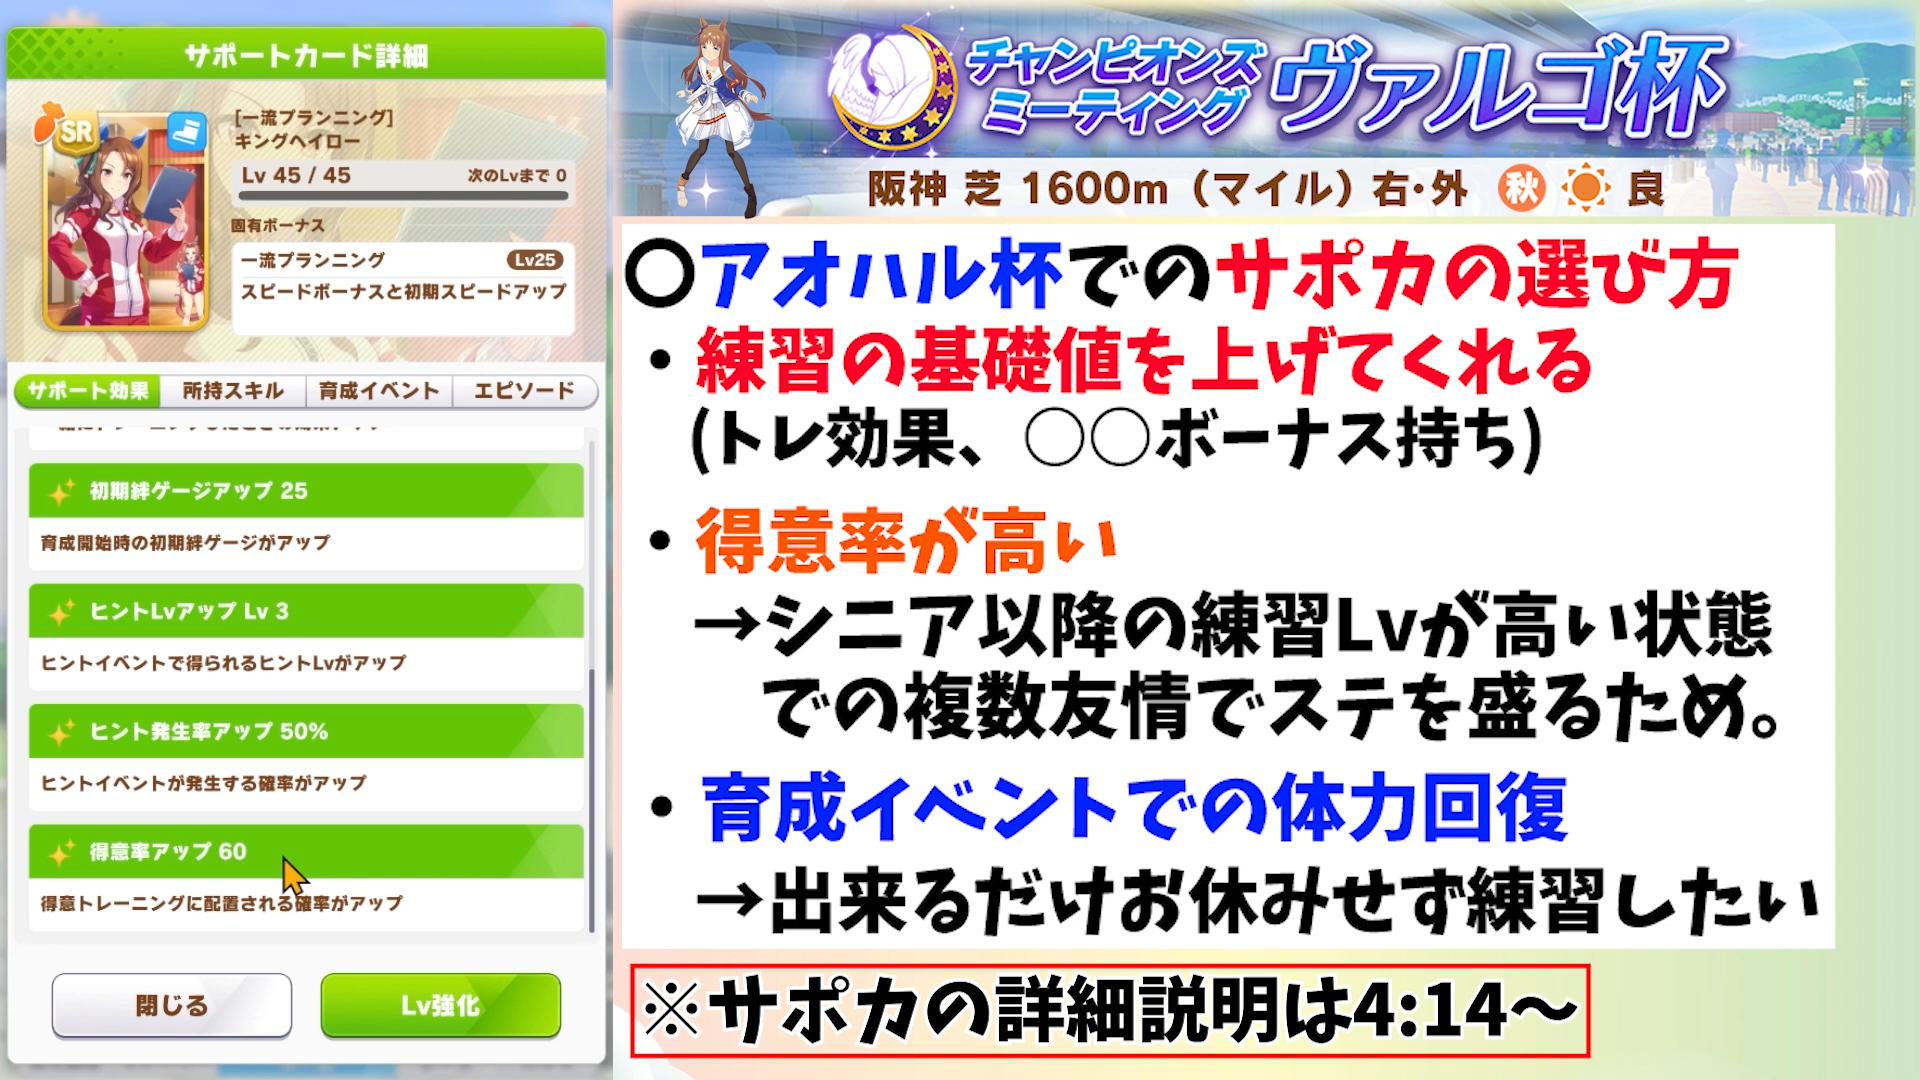 サポートカード詳細
SR
[一流プランニング]
キングヘイロー
Lv 45 / 45 次のLvまで 0
固有ボーナス
一流プランニング Lv25
スピードボーナスと初期スピードアップ
サポート効果 所持スキル 育成イベント エピソード
初期絆ゲージアップ 25
育成開始時の初期絆ゲージがアップ
ヒントLvアップ Lv 3
ヒントイベントで得られるヒントLvがアップ
ヒント発生率アップ 50%
ヒントイベントが発生する確率がアップ
得意率アップ 60
得意トレーニングに配置される確率がアップ
閉じる Lv強化
チャンピオンズ
ミーティング ヴァルゴ杯
阪神 芝 1600m（マイル）右・外 秋 良
〇アオハル杯でのサポカの選び方
・練習の基礎値を上げてくれる
(トレ効果、〇〇ボーナス持ち)
・得意率が高い
→シニア以降の練習Lvが高い状態
での複数友情でステを盛るため。
・育成イベントでの体力回復
→出来るだけお休みせず練習したい
※サポカの詳細説明は4:14～